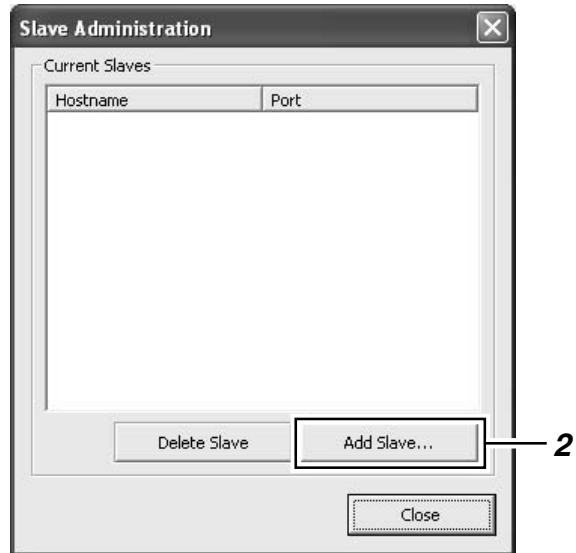 Slave Administration
Current Slaves
Hostname Port
Delete Slave Add Slave... 2
Close